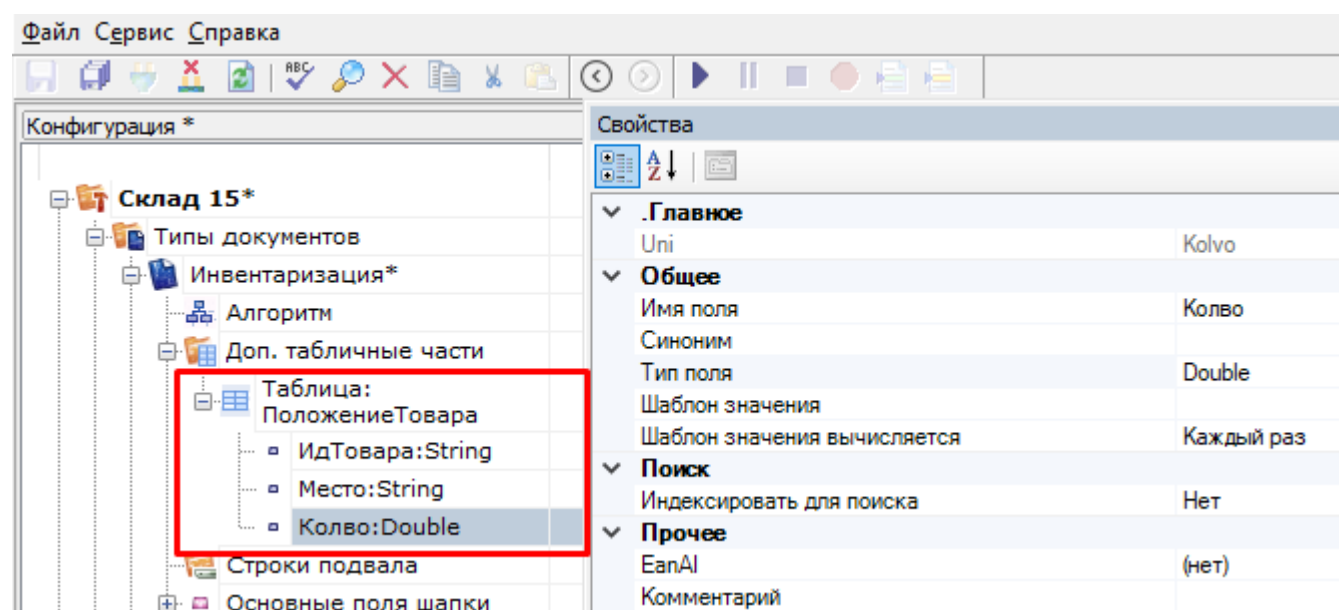 Файл Сервис Справка
ABC
Конфигурация *
Склад 15*
Типы документов
Инвентаризация*
Алгоритм
Доп. табличные части
Таблица:
ПоложениеТовара
ИдТовара:String
Место:String
Колво:Double
Строки подвала
Основные поля шапки
Свойства
A
Z
.Главное
Uni Kolvo
Общее
Имя поля Колво
Синоним
Тип поля Double
Шаблон значения
Шаблон значения вычисляется Каждый раз
Поиск
Индексировать для поиска Нет
Прочее
EanAI (нет)
Комментарий